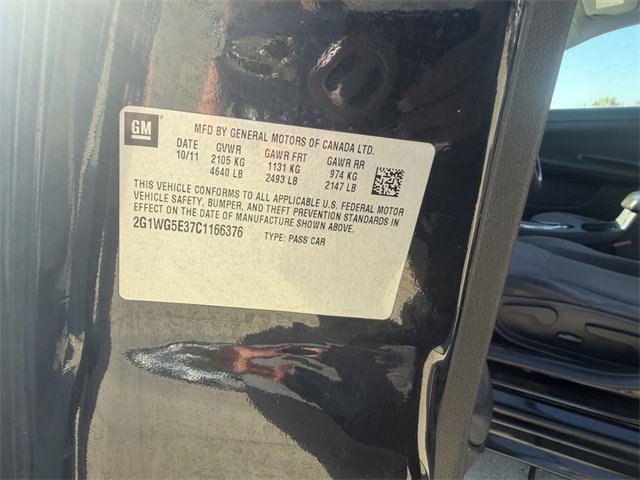 GM
MFD BY GENERAL MOTORS OF CANADA LTD.
DATE GVWR GAWR FRT GAWR RR
10/11 2105 KG 1131 KG 974 KG
4640 LB 2493 LB 2147 LB
THIS VEHICLE CONFORMS TO ALL APPLICABLE U.S. FEDERAL MOTOR
VEHICLE SAFETY, BUMPER, AND THEFT PREVENTION STANDARDS IN
EFFECT ON THE DATE OF MANUFACTURE SHOWN ABOVE.
2G1WG5E37C1166376 TYPE: PASS CAR